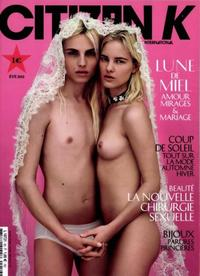 CITIZEN K
INTERNATIONAL
LUNE
DE
MIEL
AMOUR
MIRAGES
&
MARIAGE
COUP
DE SOLEIL
TOUT SUR
LA MODE
AUTOMNE
HIVER
BEAUTÉ
LA NOUVELLE
CHIRURGIE
SEXUELLE
BIJOUX
PARURES
PRINCIÈRES